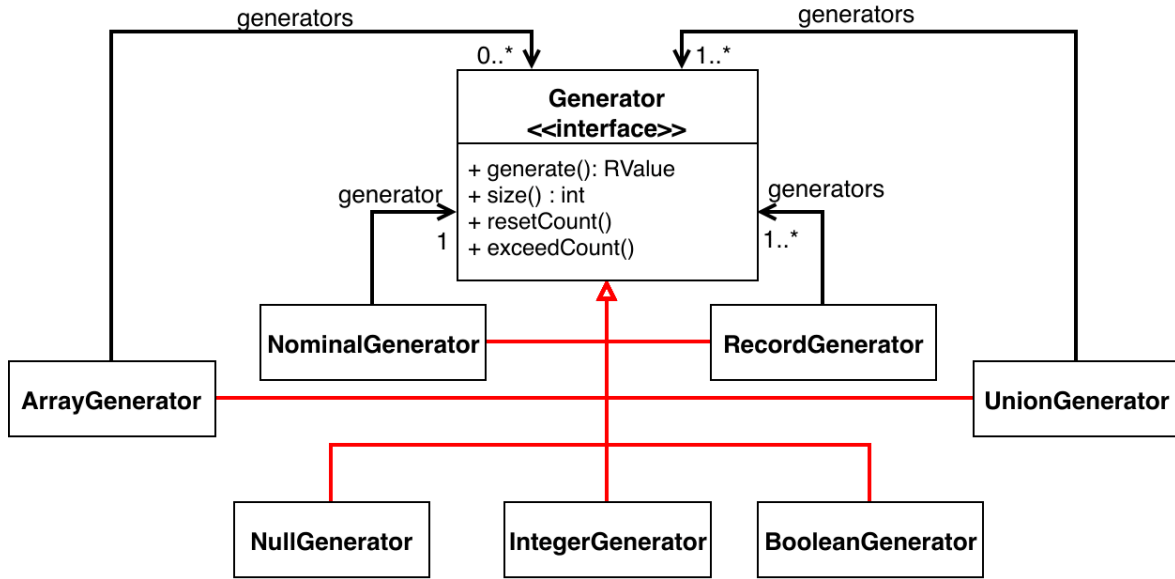 generators
generators
0..*
1..*
Generator
<<interface>>
+ generate(): RValue
+ size() : int
+ resetCount()
+ exceedCount()
generator
1
generators
1..*
NominalGenerator
RecordGenerator
ArrayGenerator
UnionGenerator
NullGenerator
IntegerGenerator
BooleanGenerator